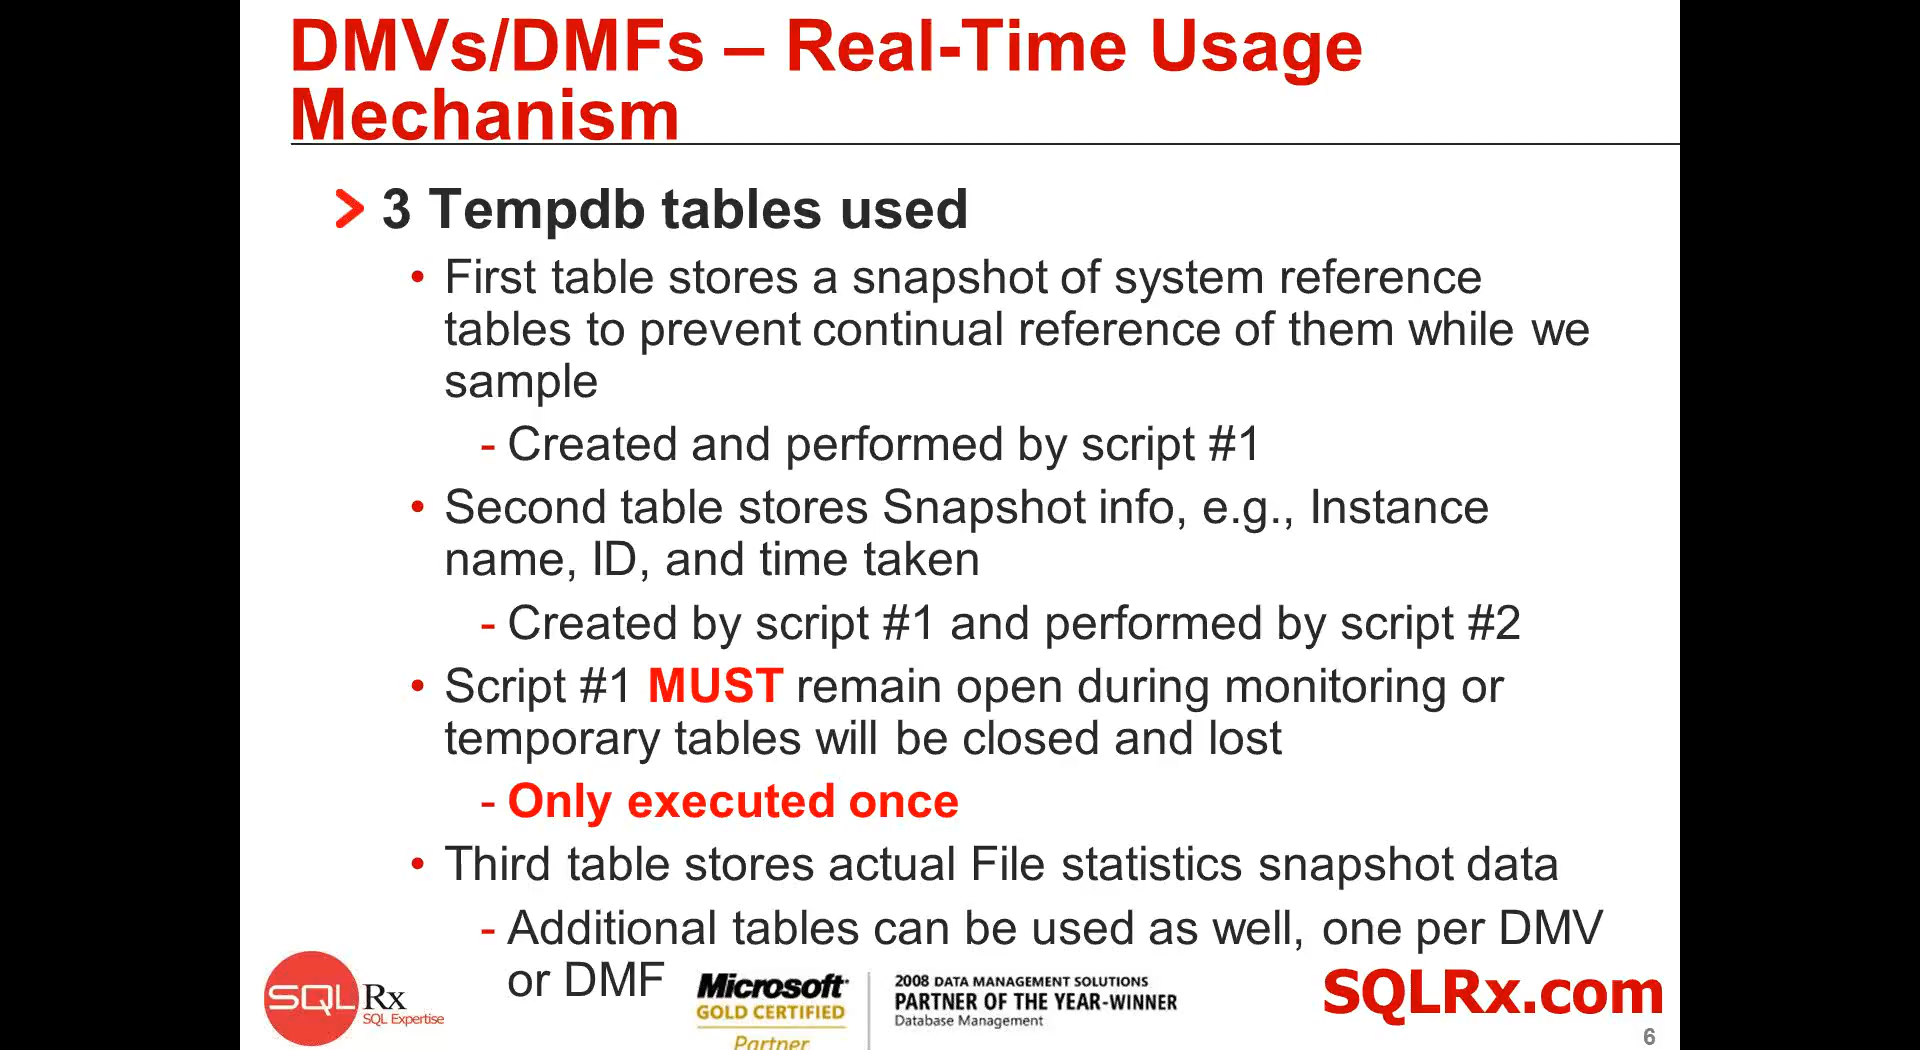 DMVs/DMFs – Real-Time Usage
Mechanism
> 3 Tempdb tables used
• First table stores a snapshot of system reference
tables to prevent continual reference of them while we
sample
- Created and performed by script #1
• Second table stores Snapshot info, e.g., Instance
name, ID, and time taken
- Created by script #1 and performed by script #2
• Script #1 MUST remain open during monitoring or
temporary tables will be closed and lost
- Only executed once
• Third table stores actual File statistics snapshot data
- Additional tables can be used as well, one per DMV
or DMF
SQL Rx
SQL Expertise
Microsoft
GOLD CERTIFIED
Partner
2008 DATA MANAGEMENT SOLUTIONS
PARTNER OF THE YEAR-WINNER
Database Management
SQLRx.com
6